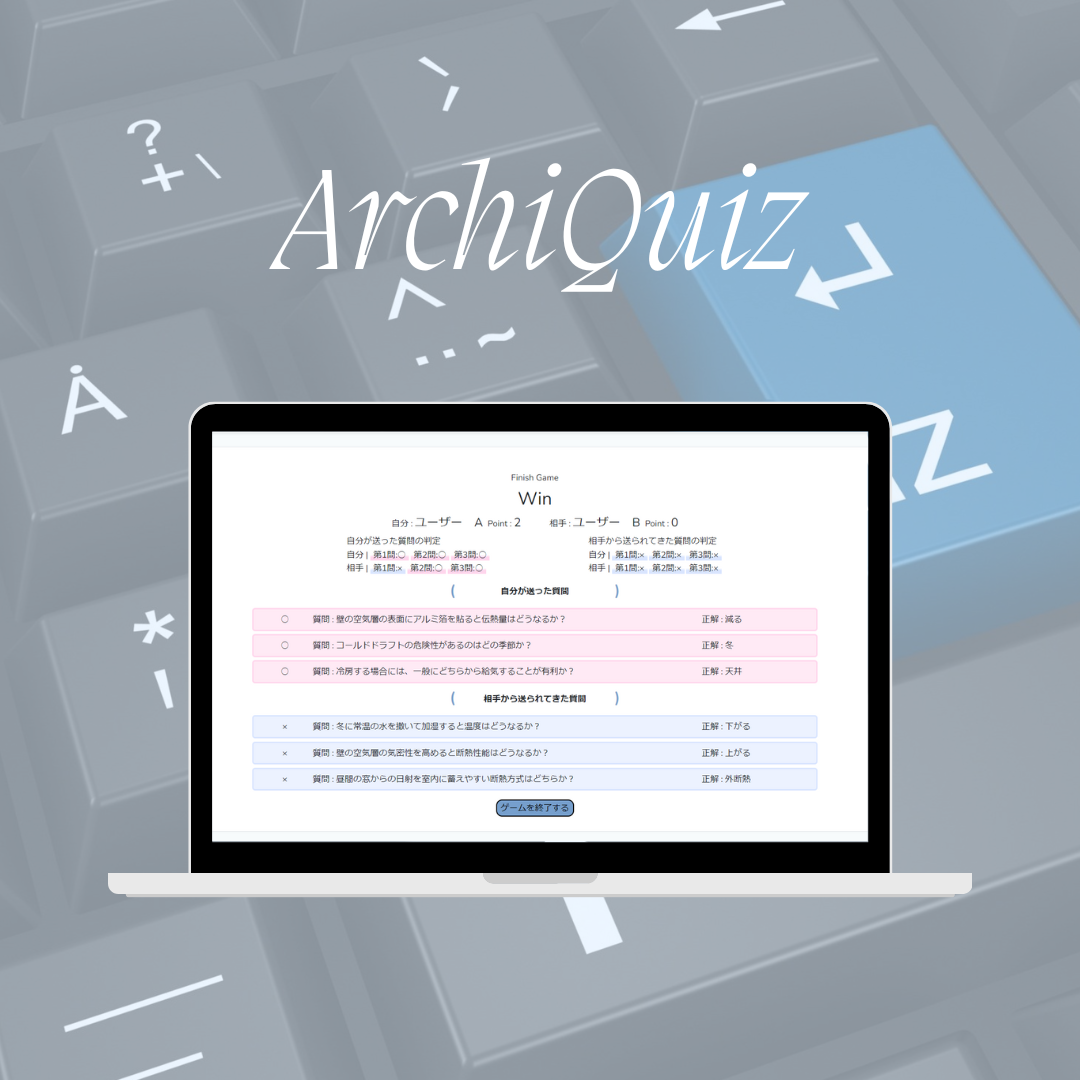 ArchiQuiz
Finish Game
Win
自分 : ユーザー A Point : 2 相手 : ユーザー B Point : 0
自分が送った質問の判定 相手から送られてきた質問の判定
自分 | 第1問:〇 第2問:〇 第3問:〇 自分 | 第1問:× 第2問:× 第3問:×
相手 | 第1問:× 第2問:〇 第3問:〇 相手 | 第1問:× 第2問:× 第3問:×
( 自分が送った質問 )
〇 質問 : 壁の空気層の表面にアルミ箔を貼ると伝熱量はどうなるか？ 正解 : 減る
〇 質問 : コールドドラフトの危険性があるのはどの季節か？ 正解 : 冬
〇 質問 : 冷房する場合には、一般にどちらから給気することが有利か？ 正解 : 天井
( 相手から送られてきた質問 )
× 質問 : 冬に常温の水を撒いて加湿すると温度はどうなるか？ 正解 : 下がる
× 質問 : 壁の空気層の気密性を高めると断熱性能はどうなるか？ 正解 : 上がる
× 質問 : 昼間の窓からの日射を室内に蓄えやすい断熱方式はどちらか？ 正解 : 外断熱
ゲームを終了する
?
+ \
^
¨ ~
Å
*
'
Z